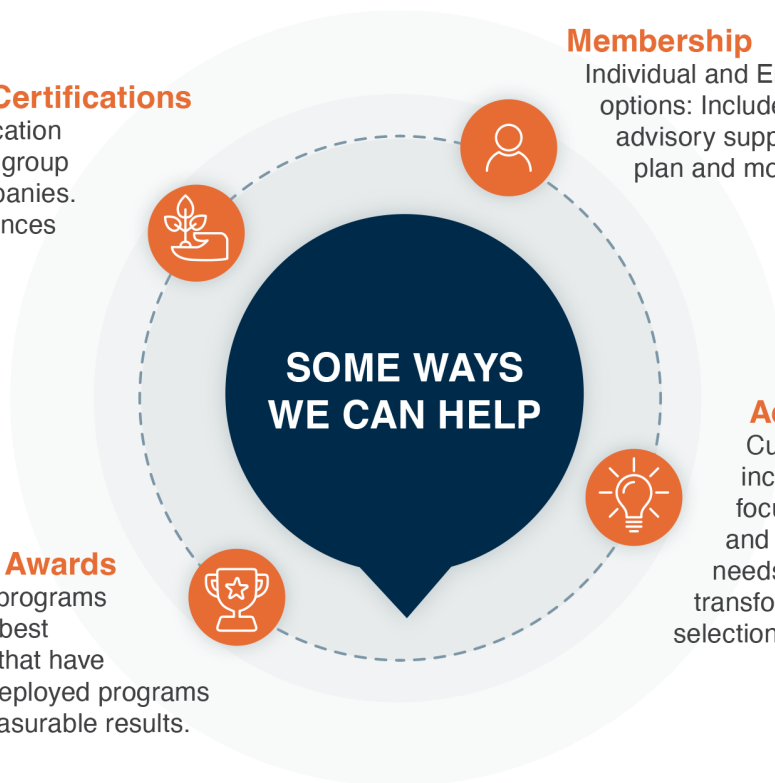 Membership
Individual and E
options: Include
advisory supp
plan and mo
Certifications
cation
group
panies.
nces
SOME WAYS
WE CAN HELP
Ad
Cu
inc
focu
and
needs
transfo
selection
Awards
programs
best
that have
eployed programs
asurable results.